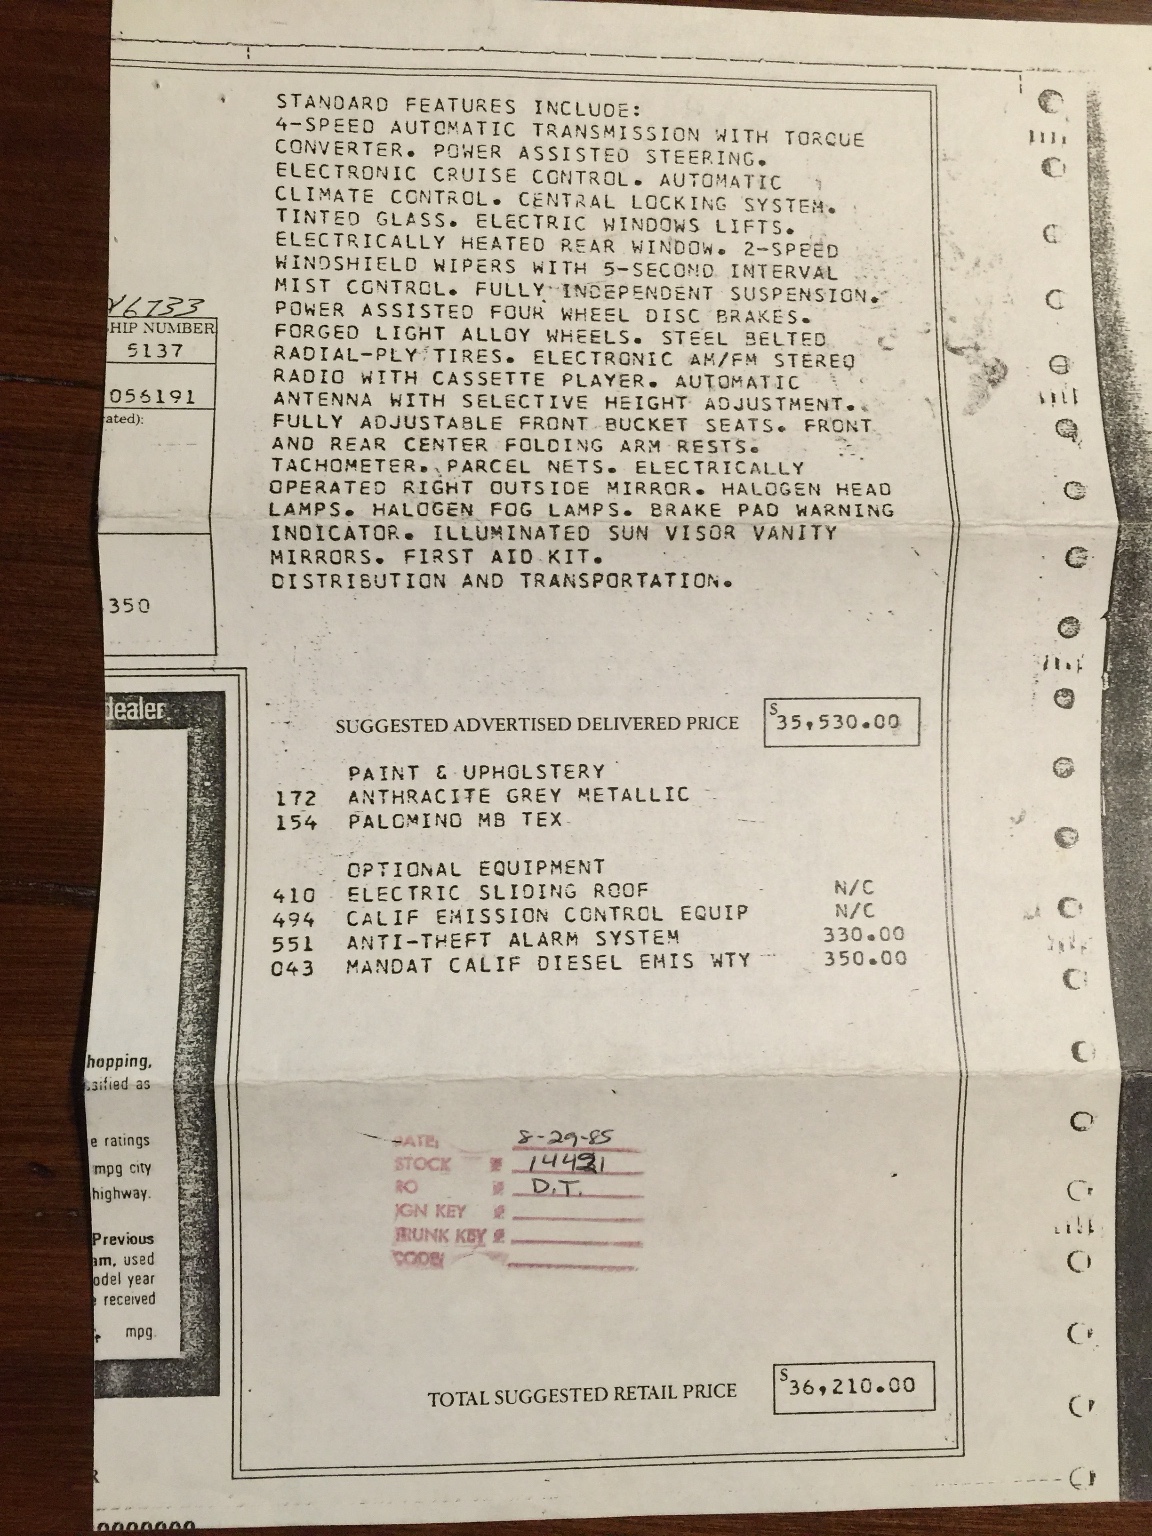 STANDARD FEATURES INCLUDE:
4-SPEED AUTOMATIC TRANSMISSION WITH TORQUE
CONVERTER. POWER ASSISTED STEERING.
ELECTRONIC CRUISE CONTROL. AUTOMATIC
CLIMATE CONTROL. CENTRAL LOCKING SYSTEM.
TINTED GLASS. ELECTRIC WINDOWS LIFTS.
ELECTRICALLY HEATED REAR WINDOW. 2-SPEED
WINDSHIELD WIPERS WITH 5-SECOND INTERVAL
MIST CONTROL. FULLY INDEPENDENT SUSPENSION.
POWER ASSISTED FOUR WHEEL DISC BRAKES.
FORGED LIGHT ALLOY WHEELS. STEEL BELTED
RADIAL-PLY TIRES. ELECTRONIC AM/FM STEREO
RADIO WITH CASSETTE PLAYER. AUTOMATIC
ANTENNA WITH SELECTIVE HEIGHT ADJUSTMENT.
FULLY ADJUSTABLE FRONT BUCKET SEATS. FRONT
AND REAR CENTER FOLDING ARM RESTS.
TACHOMETER. PARCEL NETS. ELECTRICALLY
OPERATED RIGHT OUTSIDE MIRROR. HALOGEN HEAD
LAMPS. HALOGEN FOG LAMPS. BRAKE PAD WARNING
INDICATOR. ILLUMINATED SUN VISOR VANITY
MIRRORS. FIRST AID KIT.
DISTRIBUTION AND TRANSPORTATION.
6733
HIP NUMBER
5137
056191
ated):
350
SUGGESTED ADVERTISED DELIVERED PRICE $35,530.00
PAINT & UPHOLSTERY
172 ANTHRACITE GREY METALLIC
154 PALOMINO MB TEX
OPTIONAL EQUIPMENT
410 ELECTRIC SLIDING ROOF N/C
494 CALIF EMISSION CONTROL EQUIP N/C
551 ANTI-THEFT ALARM SYSTEM 330.00
043 MANDAT CALIF DIESEL EMIS WTY 350.00
dealer
hopping,
sified as
e ratings
mpg city
highway.
Previous
am, used
odel year
e received
mpg
DATE 8-29-85
STOCK # 14421
RO # D.T.
IGN KEY #
TRUNK KEY #
CODE
TOTAL SUGGESTED RETAIL PRICE $36,210.00